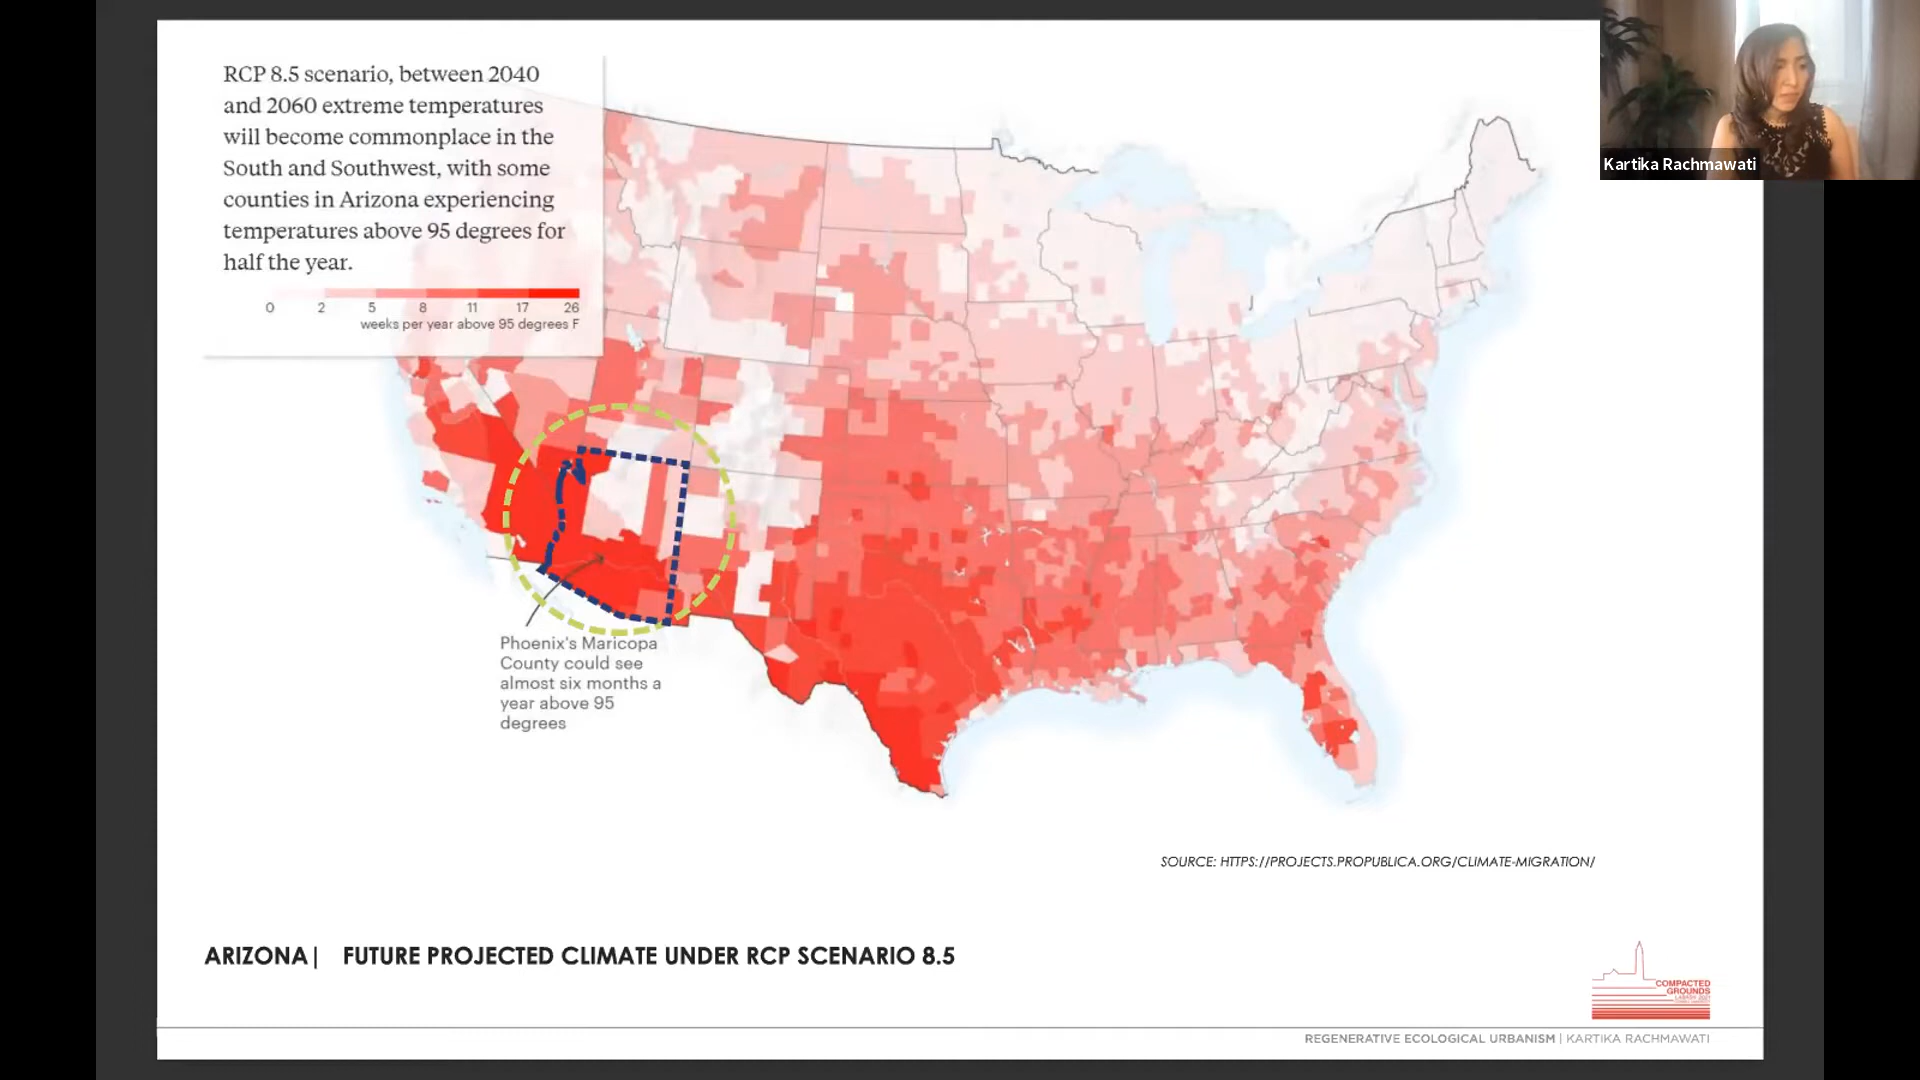 RCP 8.5 scenario, between 2040
and 2060 extreme temperatures
will become commonplace in the
South and Southwest, with some
counties in Arizona experiencing
temperatures above 95 degrees for
half the year.
0 2 5 8 11 17 26
weeks per year above 95 degrees F
Kartika Rachmawati
Phoenix's Maricopa
County could see
almost six months a
year above 95
degrees
SOURCE: HTTPS://PROJECTS.PROPUBLICA.ORG/CLIMATE-MIGRATION/
ARIZONA| FUTURE PROJECTED CLIMATE UNDER RCP SCENARIO 8.5
COMPACTED
GROUNDS
REGENERATIVE ECOLOGICAL URBANISM | KARTIKA RACHMAWATI